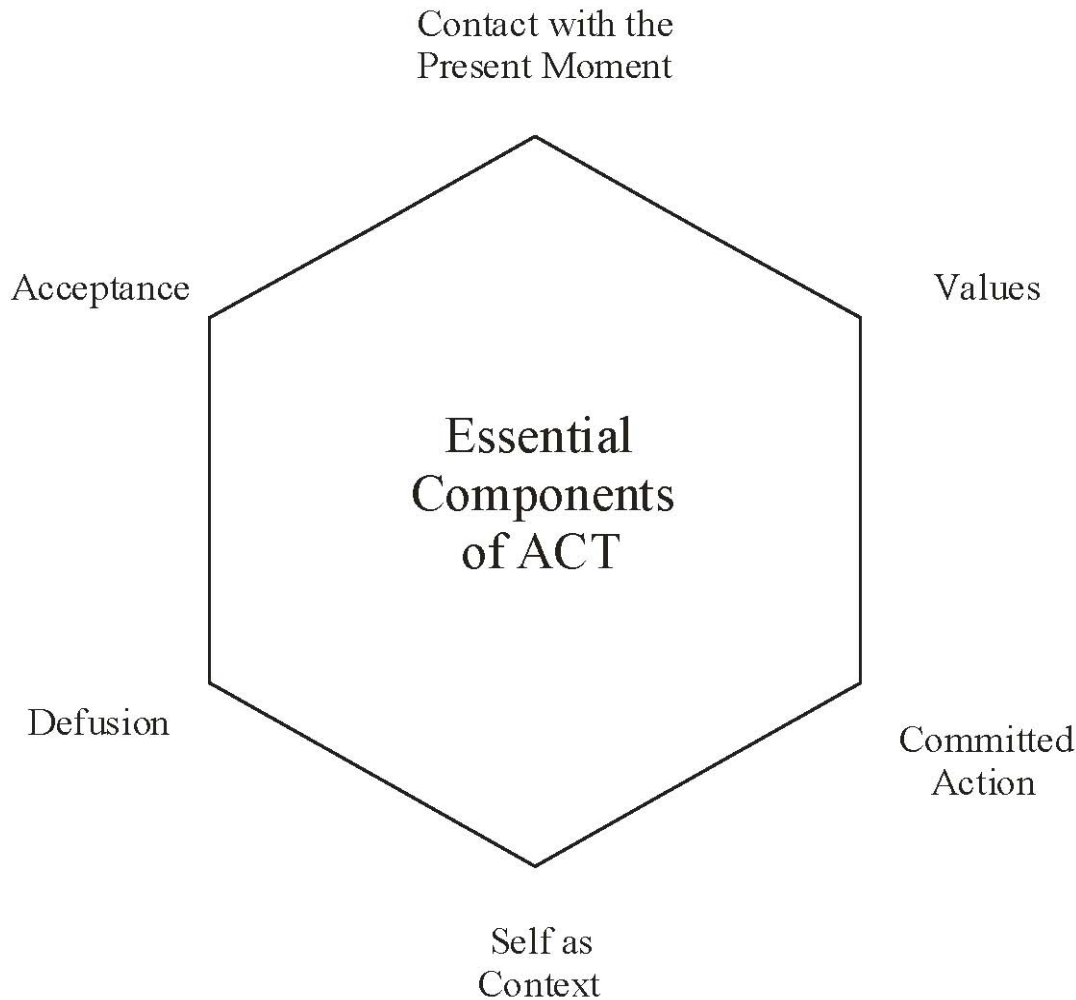 Contact with the
Present Moment
Acceptance
Values
Essential
Components
of ACT
Defusion
Committed
Action
Self as
Context